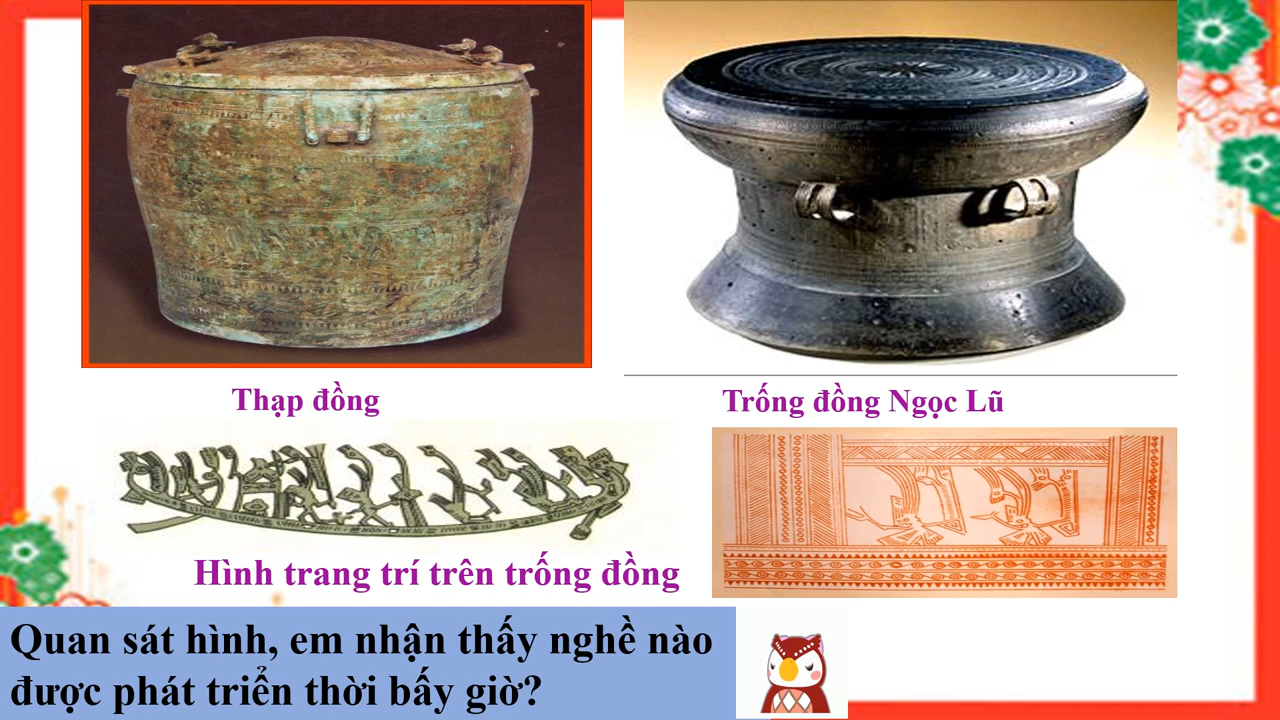 Thạp đồng
Trống đồng Ngọc Lũ
Hình trang trí trên trống đồng
Quan sát hình, em nhận thấy nghề nào
được phát triển thời bấy giờ?